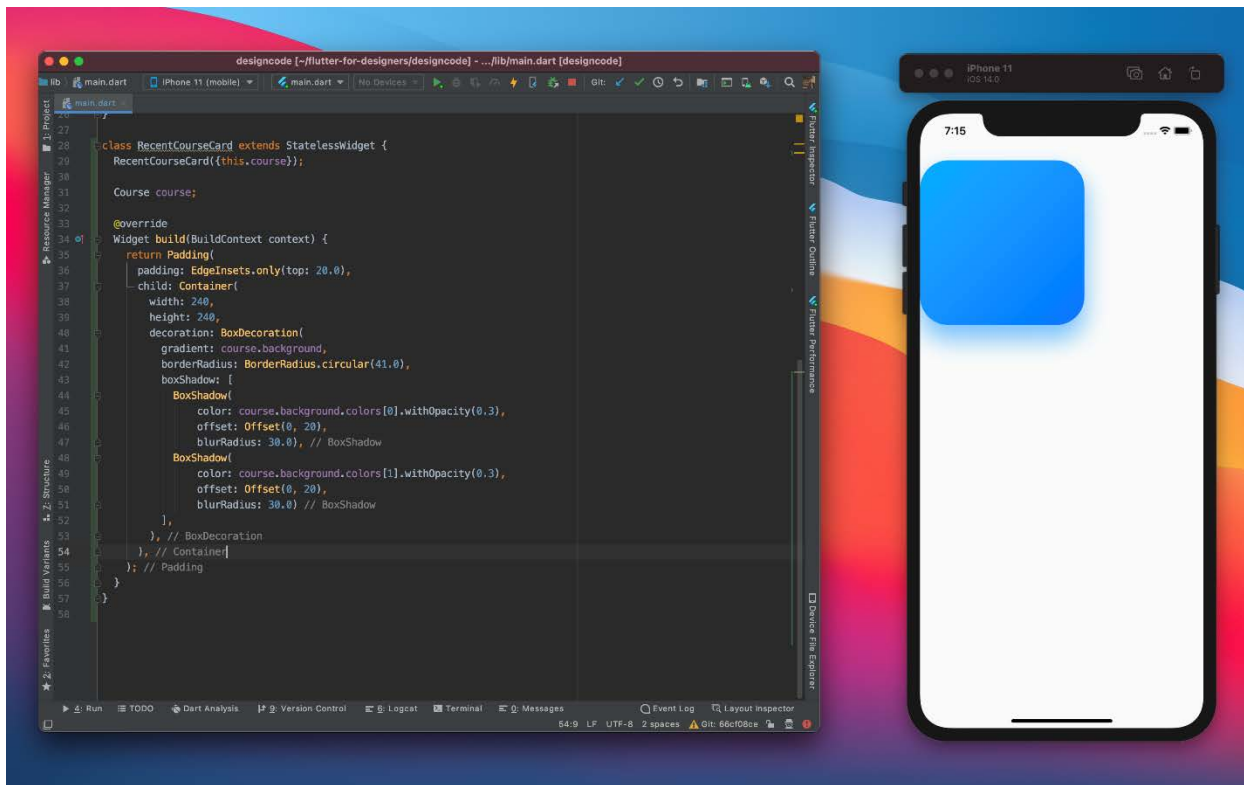 designcode [~/flutter-for-designers/designcode] - .../lib/main.dart [designcode]
lib main.dart iPhone 11 (mobile) main.dart No Devices Git:
main.dart
26 }
27
28 class RecentCourseCard extends StatelessWidget {
29 RecentCourseCard({this.course});
30
31 Course course;
32
33 @override
34 Widget build(BuildContext context) {
35 return Padding(
36 padding: EdgeInsets.only(top: 20.0),
37 child: Container(
38 width: 240,
39 height: 240,
40 decoration: BoxDecoration(
41 gradient: course.background,
42 borderRadius: BorderRadius.circular(41.0),
43 boxShadow: [
44 BoxShadow(
45 color: course.background.colors[0].withOpacity(0.3),
46 offset: Offset(0, 20),
47 blurRadius: 30.0), // BoxShadow
48 BoxShadow(
49 color: course.background.colors[1].withOpacity(0.3),
50 offset: Offset(0, 20),
51 blurRadius: 30.0) // BoxShadow
52 ],
53 ), // BoxDecoration
54 ), // Container
55 ); // Padding
56 }
57 }
58
1: Project
Resource Manager
Z: Structure
Build Variants
2: Favorites
Flutter Inspector
Flutter Outline
Flutter Performance
Device File Explorer
4: Run TODO Dart Analysis 9: Version Control 6: Logcat Terminal 0: Messages Event Log Layout Inspector
54:9 LF UTF-8 2 spaces Git: 66cf08ce
iPhone 11
iOS 14.0
7:15